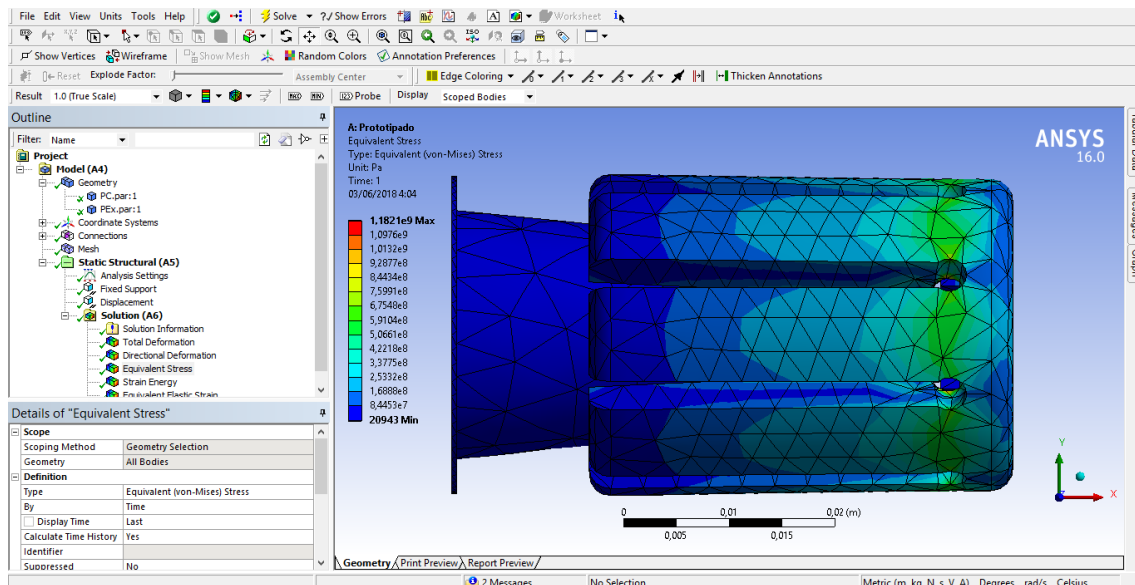 File Edit View Units Tools Help Solve ?/ Show Errors A Worksheet
ISO
Show Vertices Wireframe Show Mesh Random Colors Annotation Preferences
Reset Explode Factor: Assembly Center Edge Coloring Thicken Annotations
Result 1.0 (True Scale) MAX MIN Probe Display Scoped Bodies
Outline
Filter: Name
Project
Model (A4)
Geometry
PC.par:1
PEx.par:1
Coordinate Systems
Connections
Mesh
Static Structural (A5)
Analysis Settings
Fixed Support
Displacement
Solution (A6)
Solution Information
Total Deformation
Directional Deformation
Equivalent Stress
Strain Energy
Equivalent Elastic Strain
Details of "Equivalent Stress"
Scope
Scoping Method Geometry Selection
Geometry All Bodies
Definition
Type Equivalent (von-Mises) Stress
By Time
Display Time Last
Calculate Time History Yes
Identifier
Suppressed No
A: Prototipado
Equivalent Stress
Type: Equivalent (von-Mises) Stress
Unit: Pa
Time: 1
03/06/2018 4:04
1,1821e9 Max
1,0976e9
1,0132e9
9,2877e8
8,4434e8
7,5991e8
6,7548e8
5,9104e8
5,0661e8
4,2218e8
3,3775e8
2,5332e8
1,6888e8
8,4453e7
20943 Min
ANSYS
16.0
0 0,01 0,02 (m)
0,005 0,015
Y
X
Geometry Print Preview Report Preview
Tabular Data
Messages
Graph
2 Messages No Selection Metric (m, kg, N, s, V, A) Degrees rad/s Celsius